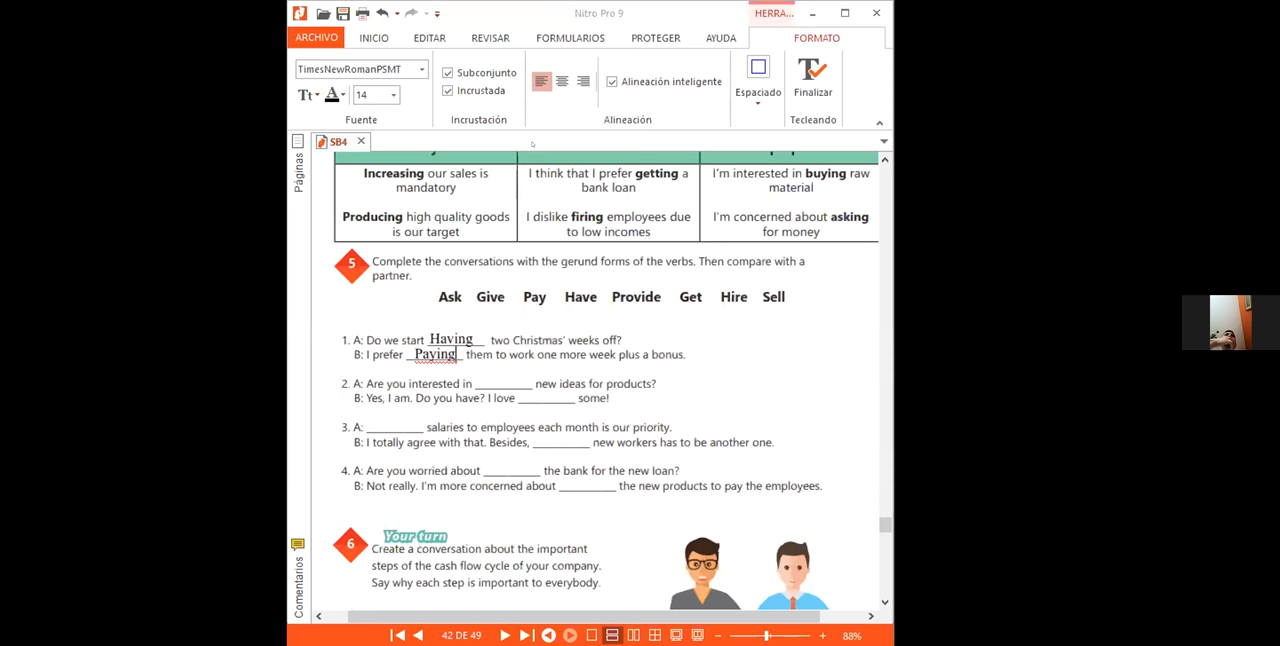 Nitro Pro 9
HERRA...
ARCHIVO INICIO EDITAR REVISAR FORMULARIOS PROTEGER AYUDA FORMATO
TimesNewRomanPSMT
Tt A 14
Fuente
Subconjunto
Incrustada
Incrustación
Alineación inteligente
Alineación
Espaciado
Finalizar
Tecleando
SB4
Páginas
Increasing our sales is mandatory
I think that I prefer getting a bank loan
I'm interested in buying raw material
Producing high quality goods is our target
I dislike firing employees due to low incomes
I'm concerned about asking for money
5 Complete the conversations with the gerund forms of the verbs. Then compare with a
partner.
Ask Give Pay Have Provide Get Hire Sell
1. A: Do we start Having two Christmas' weeks off?
B: I prefer Paying them to work one more week plus a bonus.
2. A: Are you interested in _________ new ideas for products?
B: Yes, I am. Do you have? I love _________ some!
3. A: _________ salaries to employees each month is our priority.
B: I totally agree with that. Besides, _________ new workers has to be another one.
4. A: Are you worried about _________ the bank for the new loan?
B: Not really. I'm more concerned about _________ the new products to pay the employees.
6 Your turn
Create a conversation about the important
steps of the cash flow cycle of your company.
Say why each step is important to everybody.
Comentarios
42 DE 49
88%